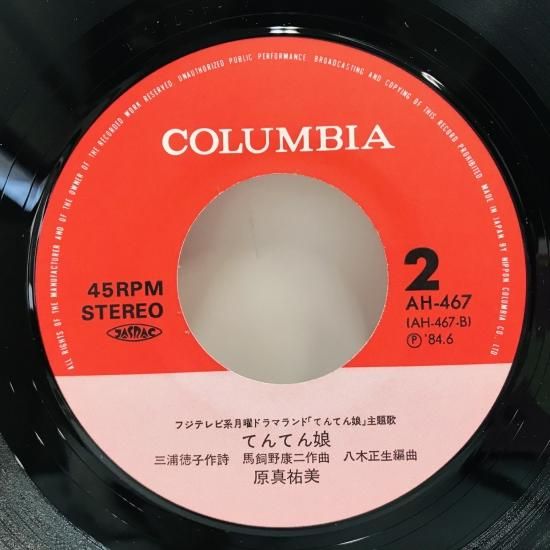 ALL RIGHTS OF THE MANUFACTURER AND OF THE OWNER OF THE RECORDED WORK RESERVED. UNAUTHORIZED PUBLIC PERFORMANCE, BROADCASTING AND COPYING OF THIS RECORD PROHIBITED. MADE IN JAPAN BY NIPPON COLUMBIA CO., LTD.
COLUMBIA
45RPM
STEREO
JASRAC
2
AH-467
(AH-467-B)
Ⓟ '84.6
フジテレビ系月曜ドラマランド「てんてん娘」主題歌
てんてん娘
三浦徳子作詩 馬飼野康二作曲 八木正生編曲
原真祐美